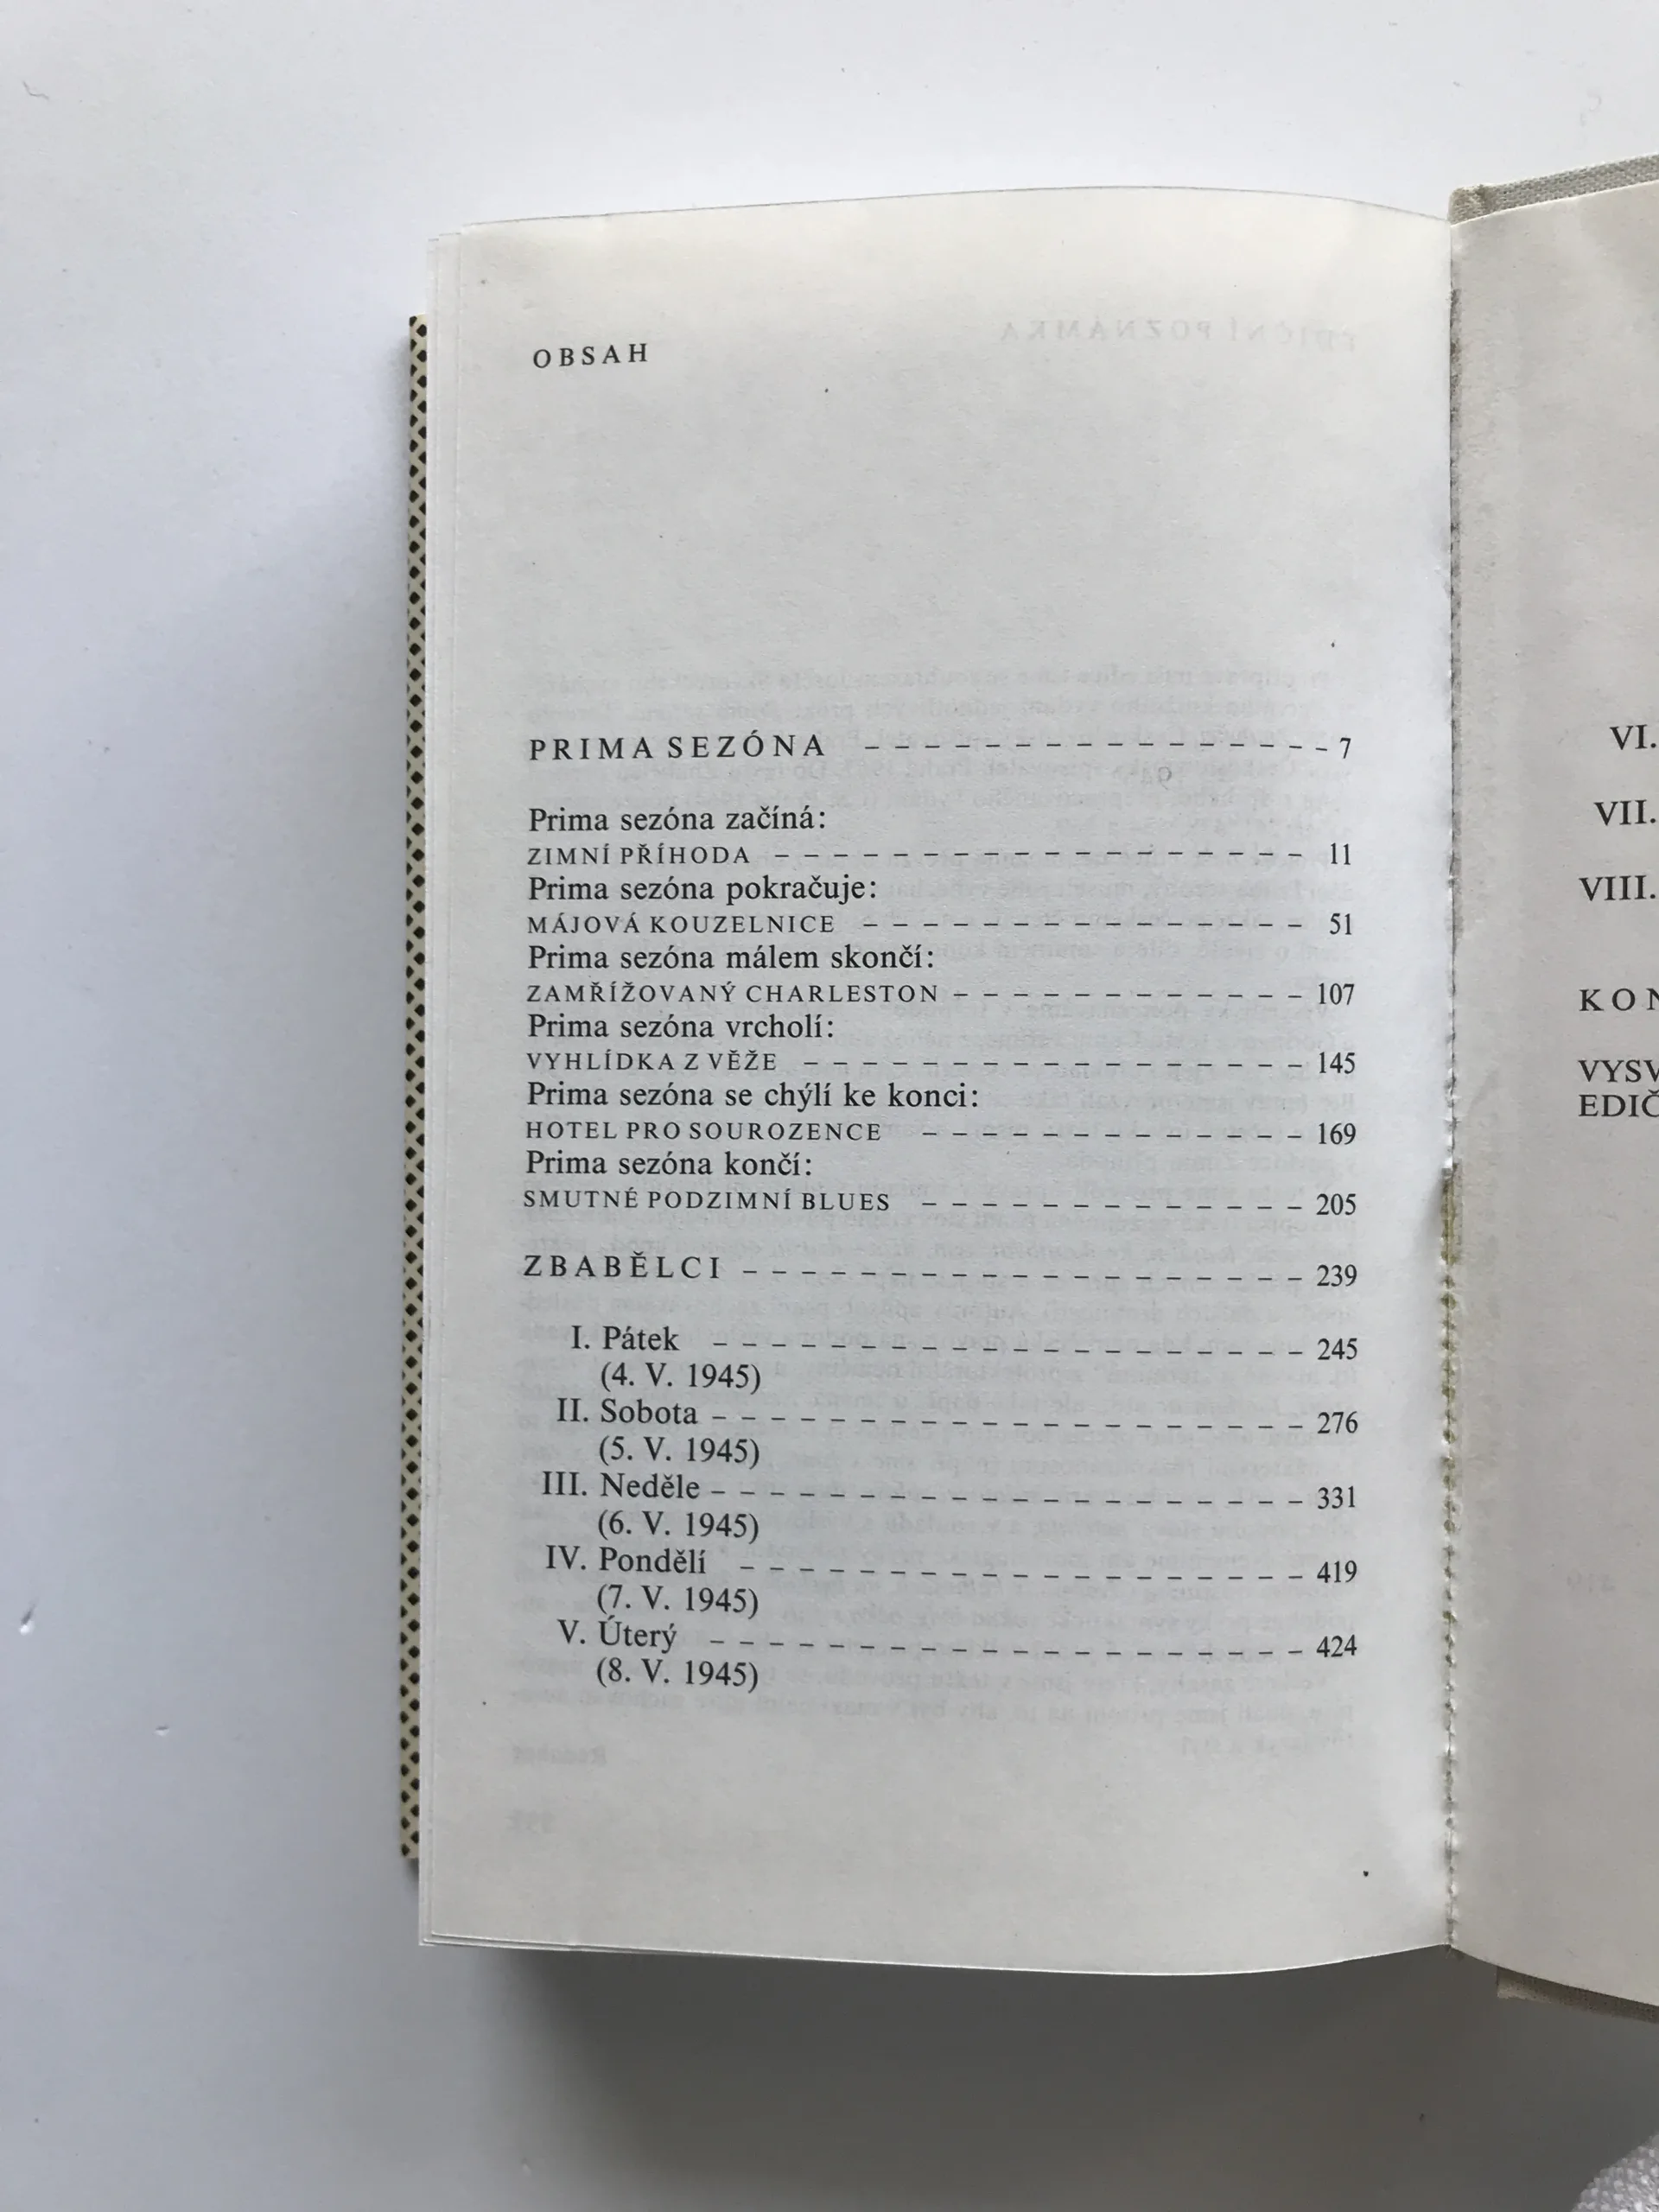 OBSAH
PRIMA SEZÓNA – – – – – – – – – – – – – – – – 7
Prima sezóna začíná:
ZIMNÍ PŘÍHODA – – – – – – – – – – – – – – – – – – 11
Prima sezóna pokračuje:
MÁJOVÁ KOUZELNICE – – – – – – – – – – – – – – – 51
Prima sezóna málem skončí:
ZAMŘÍŽOVANÝ CHARLESTON – – – – – – – – – – – – 107
Prima sezóna vrcholí:
VYHLÍDKA Z VĚŽE – – – – – – – – – – – – – – – – – 145
Prima sezóna se chýlí ke konci:
HOTEL PRO SOUROZENCE – – – – – – – – – – – – – 169
Prima sezóna končí:
SMUTNÉ PODZIMNÍ BLUES – – – – – – – – – – – – – 205
ZBABĚLCI – – – – – – – – – – – – – – – – – – – 239
I. Pátek – – – – – – – – – – – – – – – – – – – – 245
(4. V. 1945)
II. Sobota – – – – – – – – – – – – – – – – – – – – 276
(5. V. 1945)
III. Neděle – – – – – – – – – – – – – – – – – – – – 331
(6. V. 1945)
IV. Pondělí – – – – – – – – – – – – – – – – – – – 419
(7. V. 1945)
V. Úterý – – – – – – – – – – – – – – – – – – – – 424
(8. V. 1945)
VI.
VII.
VIII.